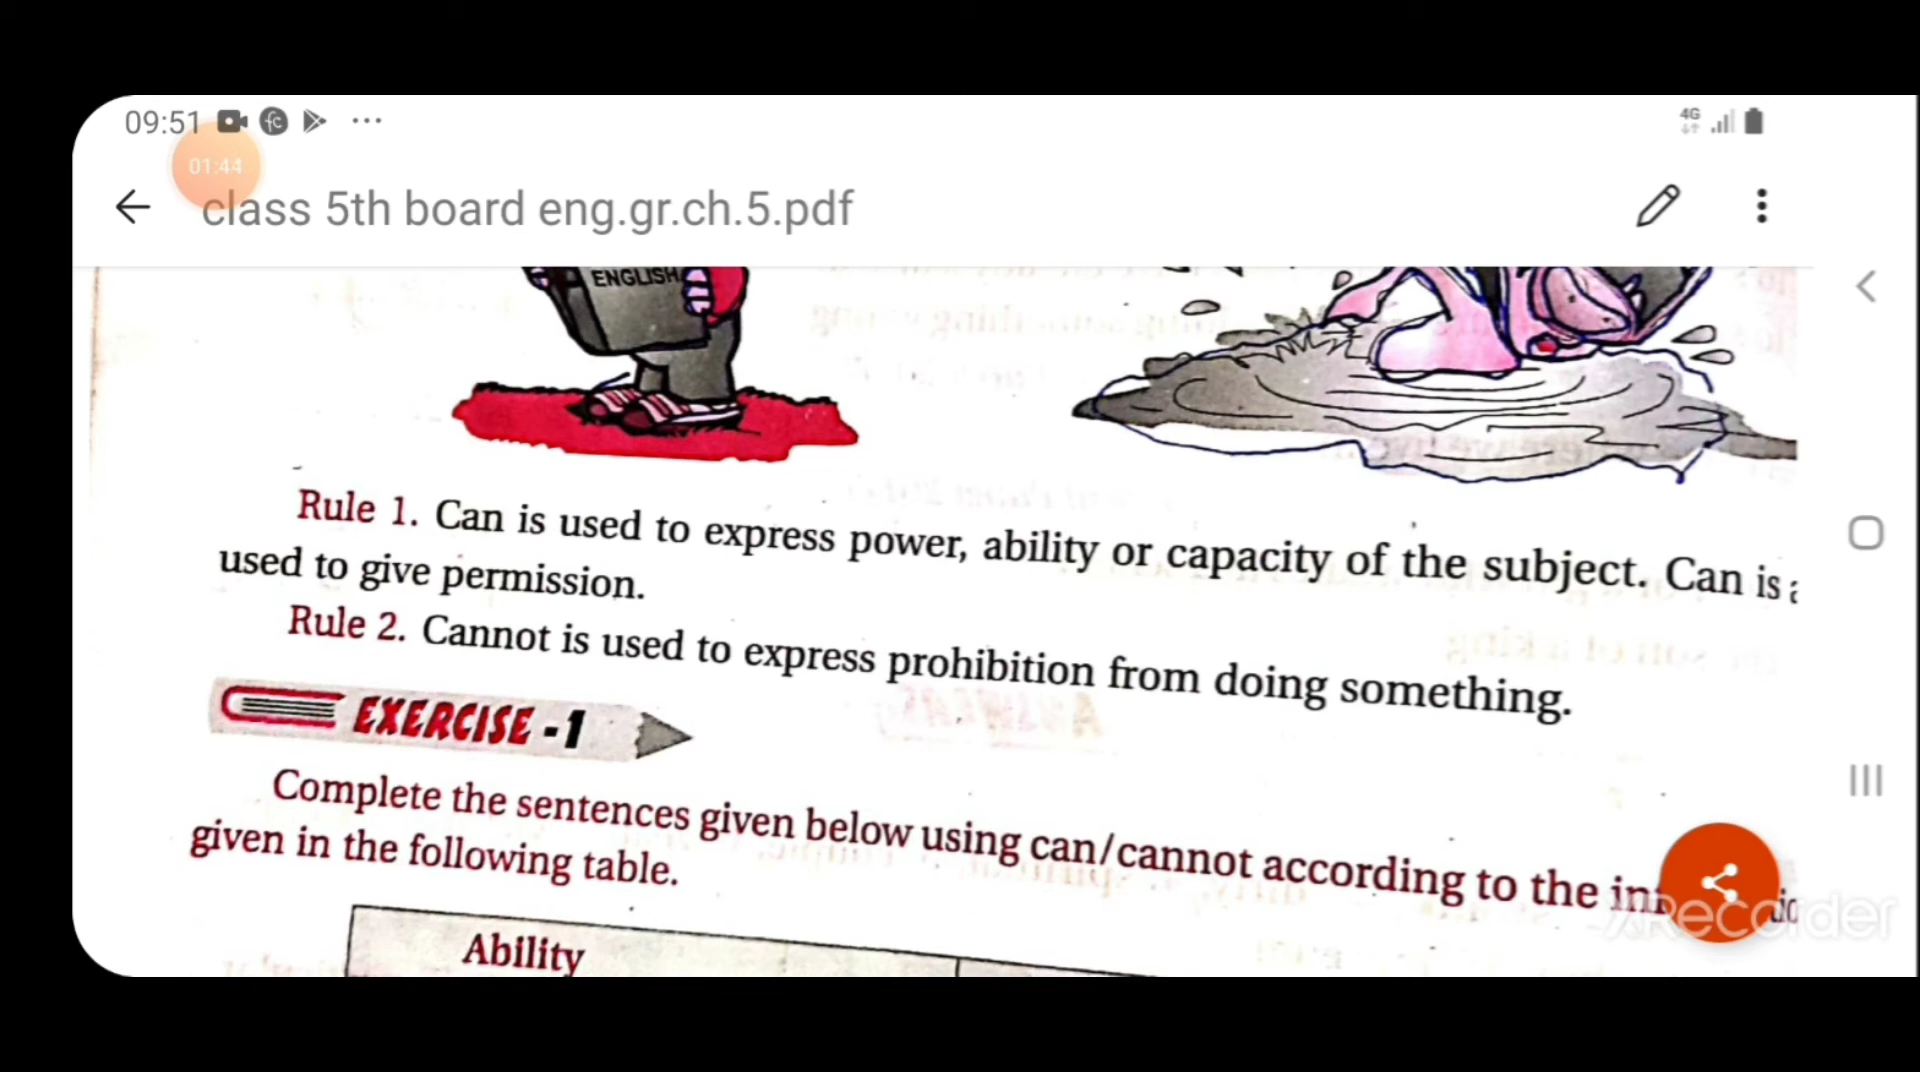 09:51
01:44
4G
class 5th board eng.gr.ch.5.pdf
ENGLISH
Rule 1. Can is used to express power, ability or capacity of the subject. Can is
used to give permission.
Rule 2. Cannot is used to express prohibition from doing something.
EXERCISE -1
Complete the sentences given below using can/cannot according to the
given in the following table.
XRecorder
Ability